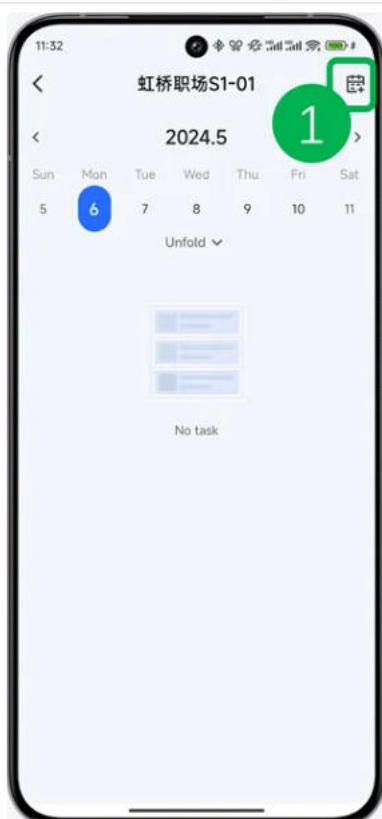 11:32
虹桥职场S1-01
1
2024.5
Sun Mon Tue Wed Thu Fri Sat
5 6 7 8 9 10 11
Unfold
No task